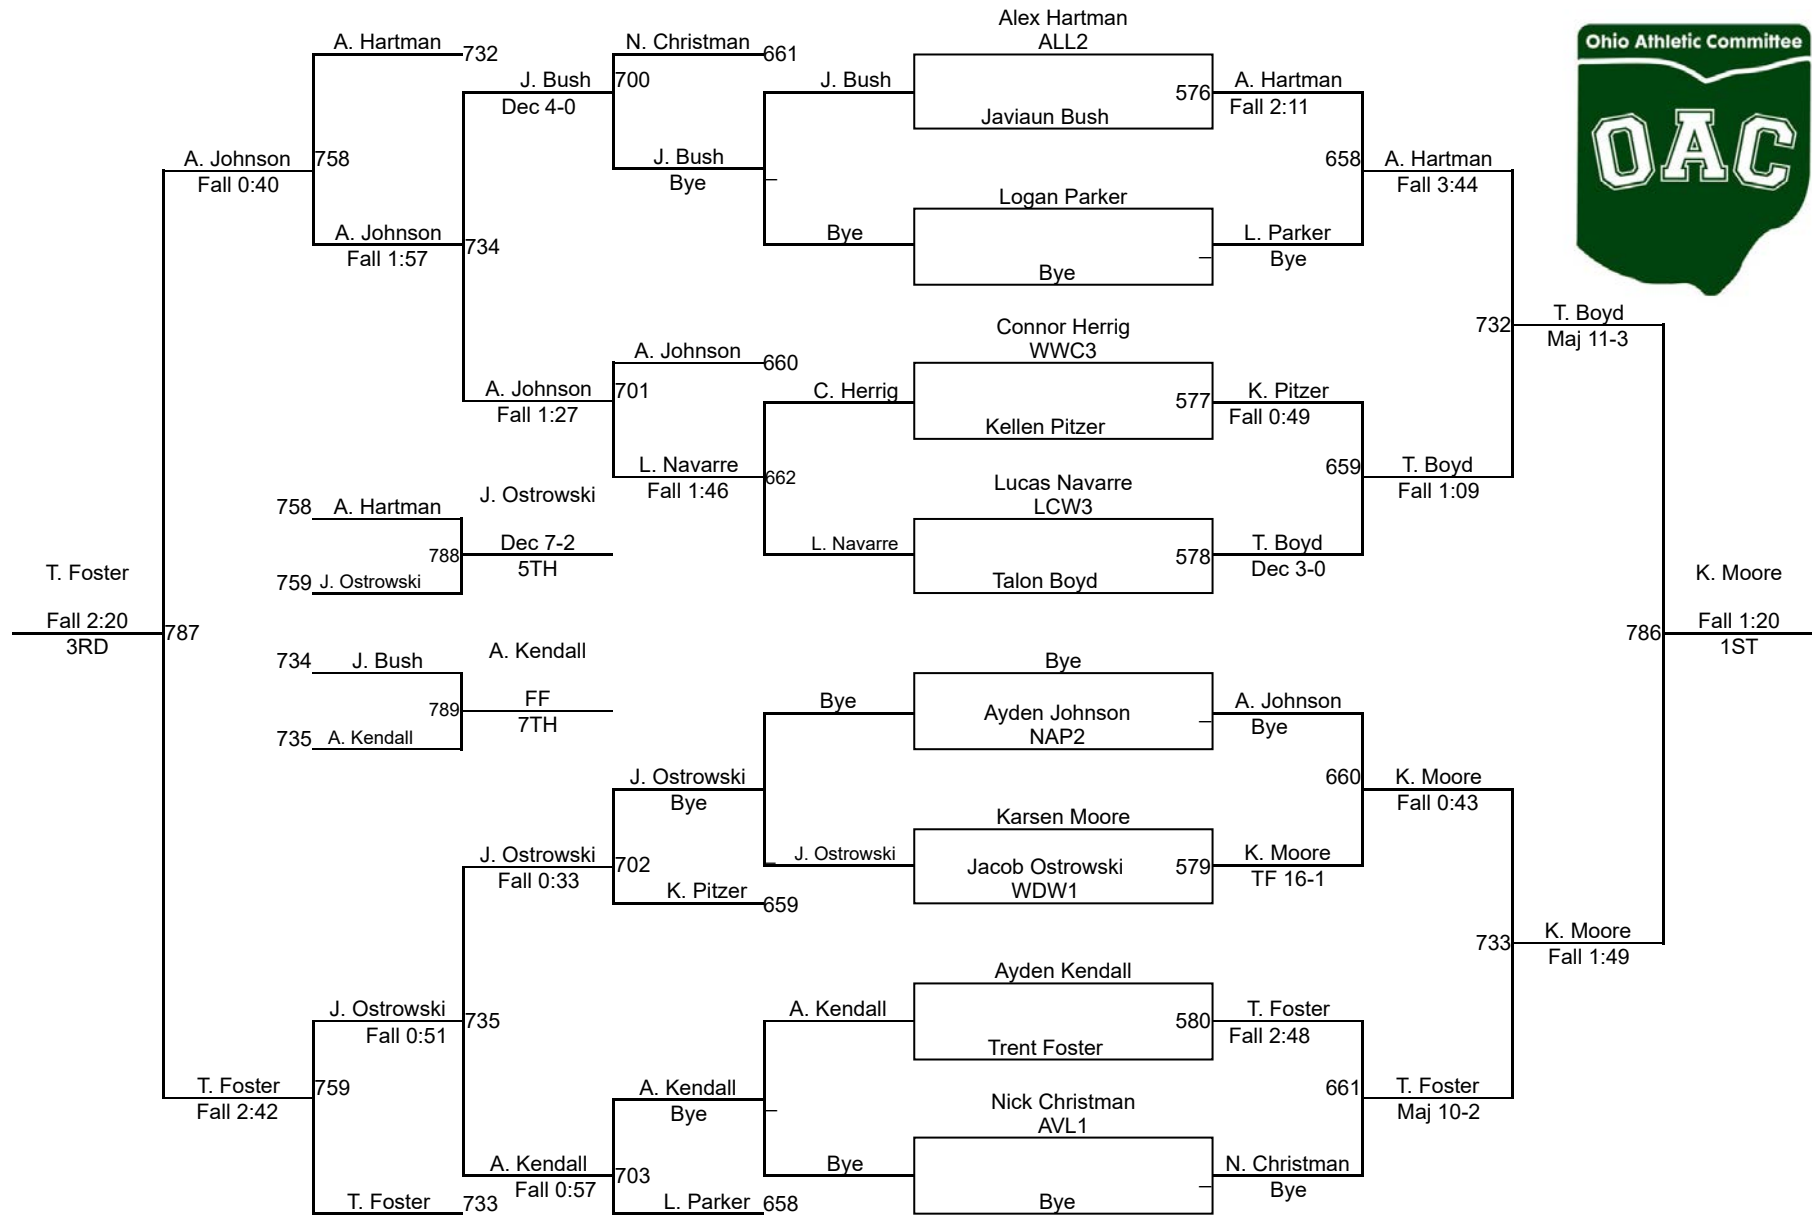 Alex Hartman
ALL2
Ohio Athletic Committee
OAC
A. Hartman
732
N. Christman
661
J. Bush
700
Dec 4-0
J. Bush
Javiaun Bush
576
A. Hartman
Fall 2:11
A. Johnson
758
Fall 0:40
J. Bush
Bye
658
A. Hartman
Fall 3:44
Logan Parker
A. Johnson
734
Fall 1:57
Bye
Bye
L. Parker
Bye
Connor Herrig
WWC3
732
T. Boyd
Maj 11-3
A. Johnson
660
A. Johnson
701
Fall 1:27
C. Herrig
Kellen Pitzer
577
K. Pitzer
Fall 0:49
L. Navarre
662
Fall 1:46
659
T. Boyd
Fall 1:09
Lucas Navarre
LCW3
758
A. Hartman
J. Ostrowski
788
Dec 7-2
5TH
759
J. Ostrowski
L. Navarre
Talon Boyd
578
T. Boyd
Dec 3-0
T. Foster
Fall 2:20
3RD
787
K. Moore
786
Fall 1:20
1ST
734
J. Bush
A. Kendall
789
FF
7TH
735
A. Kendall
Bye
Bye
Ayden Johnson
NAP2
A. Johnson
Bye
J. Ostrowski
Bye
660
K. Moore
Fall 0:43
Karsen Moore
J. Ostrowski
702
Fall 0:33
J. Ostrowski
Jacob Ostrowski
WDW1
579
K. Moore
TF 16-1
K. Pitzer
659
733
K. Moore
Fall 1:49
Ayden Kendall
J. Ostrowski
735
Fall 0:51
A. Kendall
Trent Foster
580
T. Foster
Fall 2:48
T. Foster
759
Fall 2:42
A. Kendall
Bye
661
T. Foster
Maj 10-2
Nick Christman
AVL1
A. Kendall
703
Fall 0:57
Bye
Bye
N. Christman
Bye
T. Foster
733
L. Parker
658